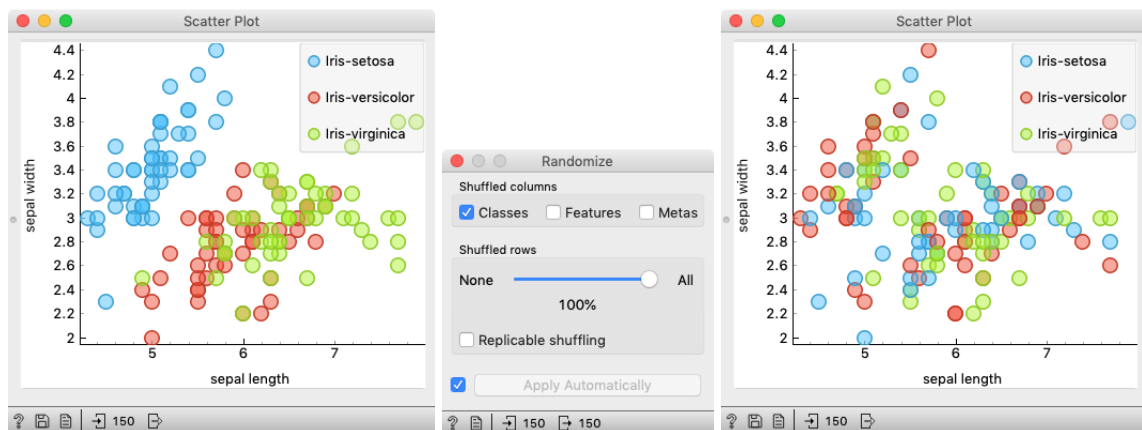 Scatter Plot
4.4
4.2
4
3.8
3.6
3.4
3.2
3
2.8
2.6
2.4
2.2
2
sepal width
Iris-setosa
Iris-versicolor
Iris-virginica
5 6 7
sepal length
? 150
Randomize
Shuffled columns
Classes Features Metas
Shuffled rows
None All
100%
Replicable shuffling
Apply Automatically
? 150 150
Scatter Plot
4.4
4.2
4
3.8
3.6
3.4
3.2
3
2.8
2.6
2.4
2.2
2
sepal width
Iris-setosa
Iris-versicolor
Iris-virginica
5 6 7
sepal length
? 150